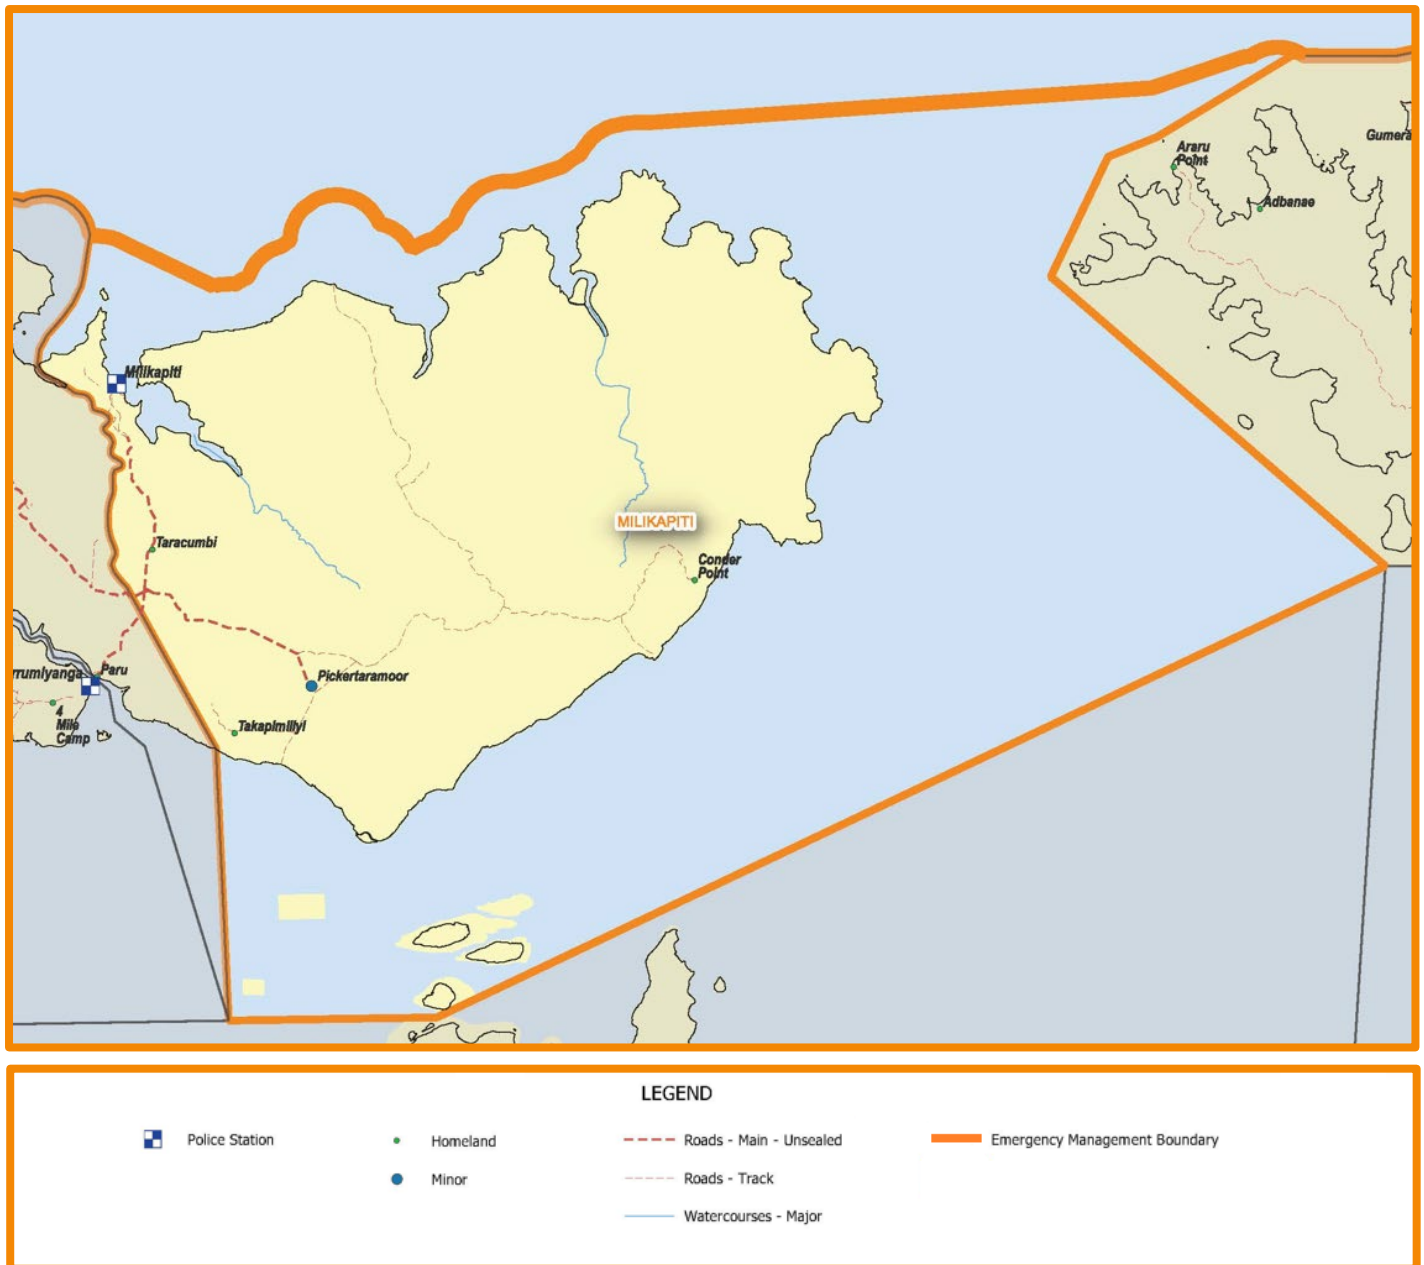 Gumera
Araru
Point
Adbanae
Milikapiti
MILIKAPITI
Taracumbi
Conder
Point
rrumiyanga
Paru
Pickertaramoor
4
Mile
Camp
Takapimiliyi
LEGEND
Police Station
Homeland
Roads - Main - Unsealed
Emergency Management Boundary
Minor
Roads - Track
Watercourses - Major